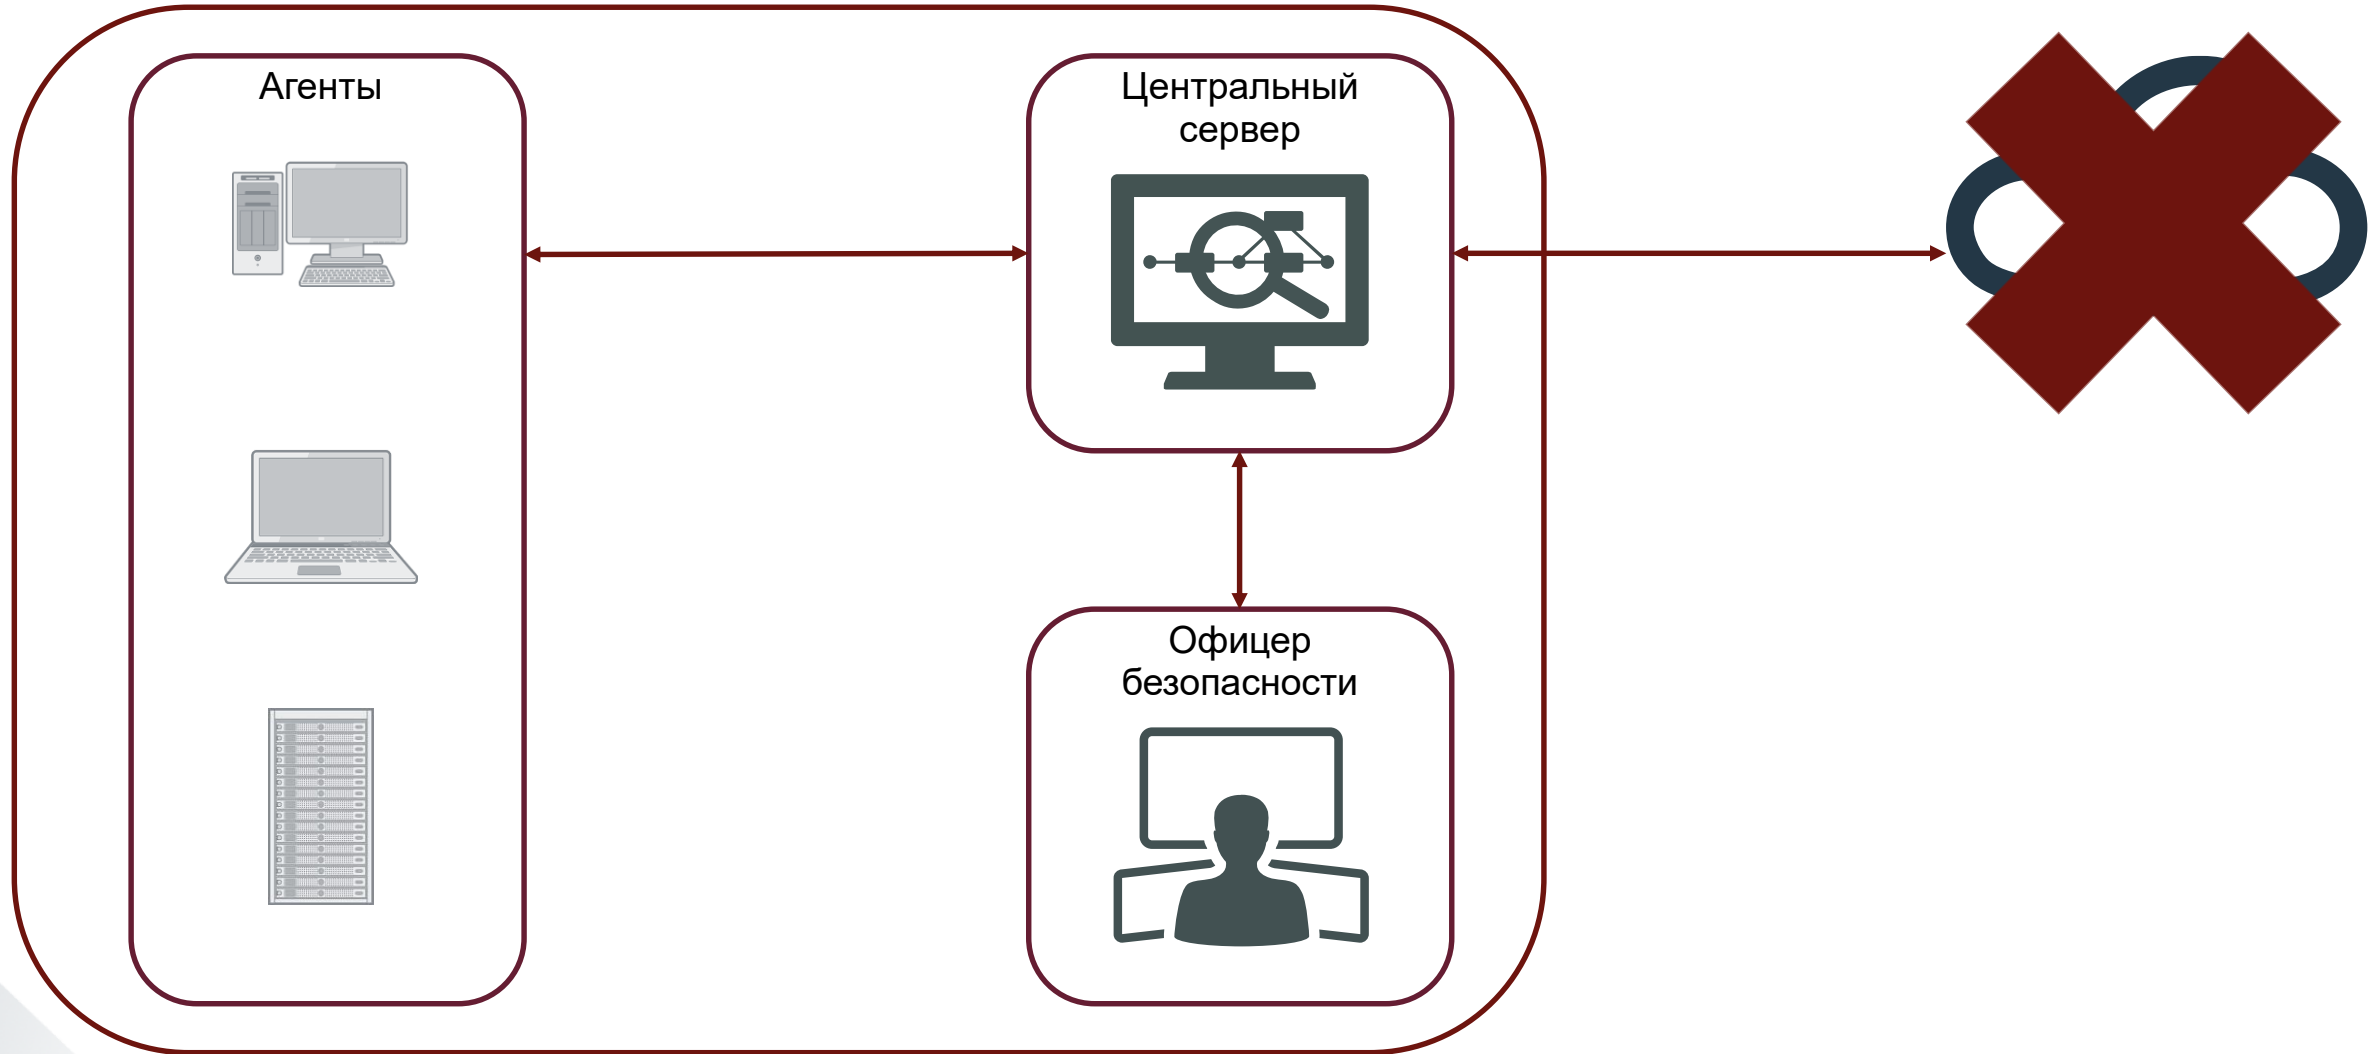 Агенты
Центральный
сервер
Офицер
безопасности